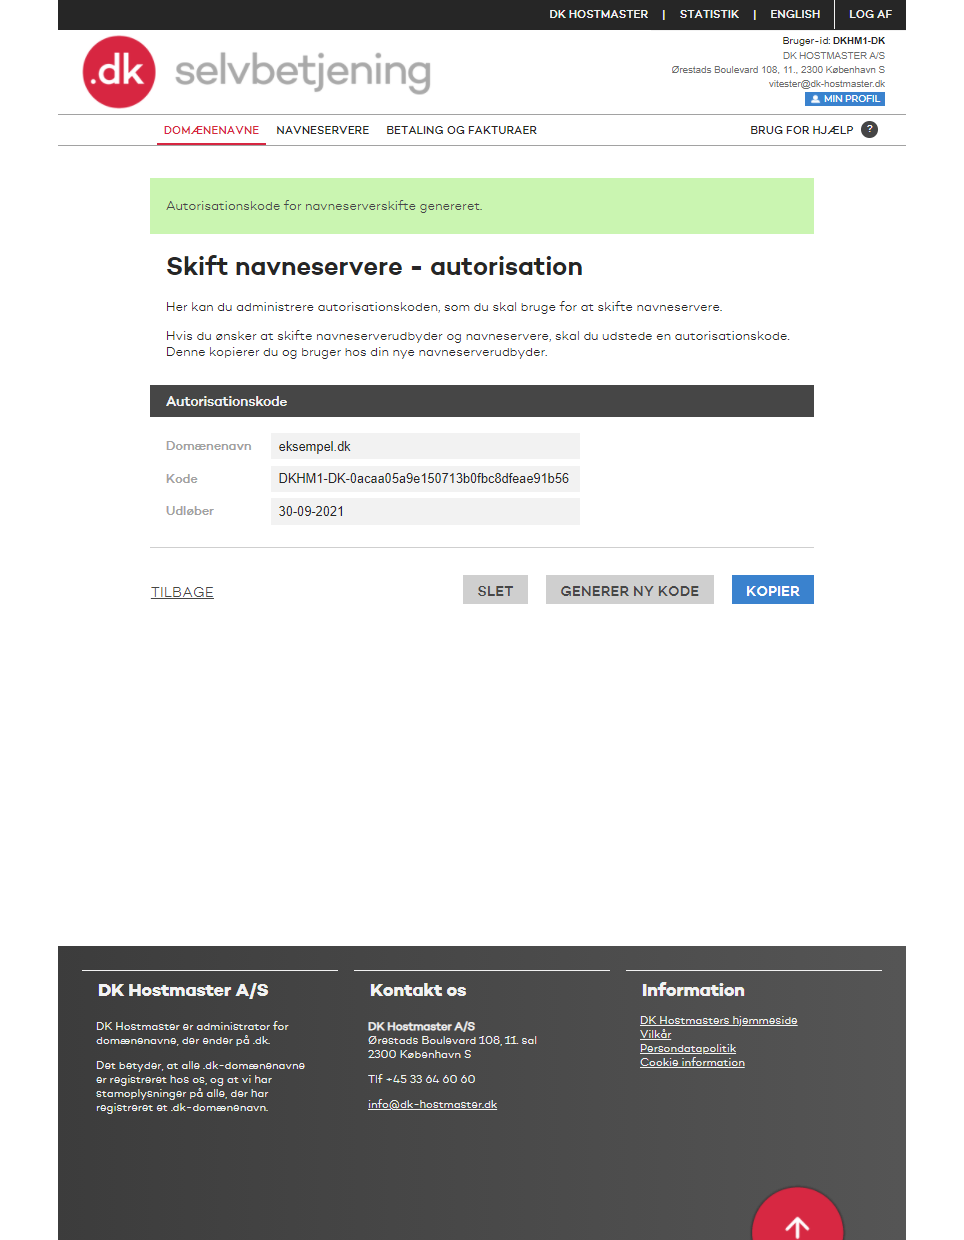 DK HOSTMASTER | STATISTIK | ENGLISH LOG AF
.dk selvbetjening
Bruger-id: DKHM1-DK
DK HOSTMASTER A/S
Ørestads Boulevard 108, 11., 2300 København S
vitester@dk-hostmaster.dk
MIN PROFIL
DOMÆNENAVNE NAVNESERVERE BETALING OG FAKTURAER BRUG FOR HJÆLP ?
Autorisationskode for navneserverskifte genereret.
Skift navneservere - autorisation
Her kan du administrere autorisationskoden, som du skal bruge for at skifte navneservere.
Hvis du ønsker at skifte navneserverudbyder og navneservere, skal du udstede en autorisationskode.
Denne kopierer du og bruger hos din nye navneserverudbyder.
Autorisationskode
Domænenavn eksempel.dk
Kode DKHM1-DK-0acaa05a9e150713b0fbc8dfeae91b56
Udløber 30-09-2021
TILBAGE SLET GENERER NY KODE KOPIER
DK Hostmaster A/S
DK Hostmaster er administrator for
domænenavne, der ender på .dk.
Det betyder, at alle .dk-domænenavne
er registreret hos os, og at vi har
stamoplysninger på alle, der har
registreret et .dk-domænenavn.
Kontakt os
DK Hostmaster A/S
Ørestads Boulevard 108, 11. sal
2300 København S
Tlf +45 33 64 60 60
info@dk-hostmaster.dk
Information
DK Hostmasters hjemmeside
Vilkår
Persondatapolitik
Cookie information